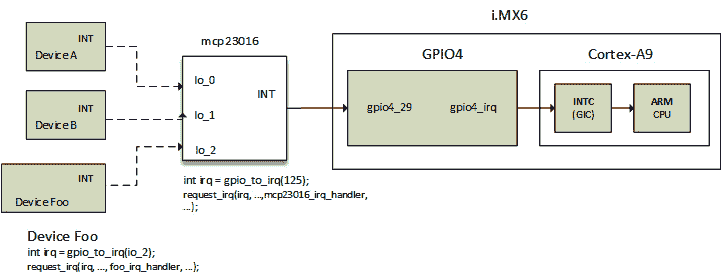 i.MX6
INT
Device A
mcp23016
GPIO4
Cortex-A9
Io_0
INT
INT
Device B
Io_1
gpio4_29
gpio4_irq
INTC
(GIC)
ARM
CPU
Io_2
INT
Device Foo
int irq = gpio_to_irq(125);
request_irq(irq, ...,mcp23016_irq_handler,
...);
Device Foo
int irq = gpio_to_irq(io_2);
request_irq(irq, ..., foo_irq_handler, ...);